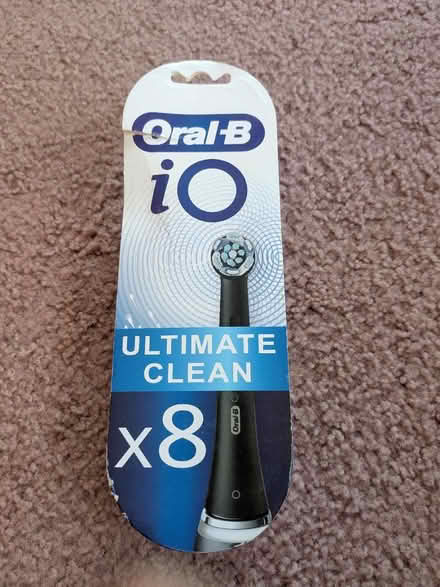 Oral-B
iO
ULTIMATE
CLEAN
Oral-B
x8